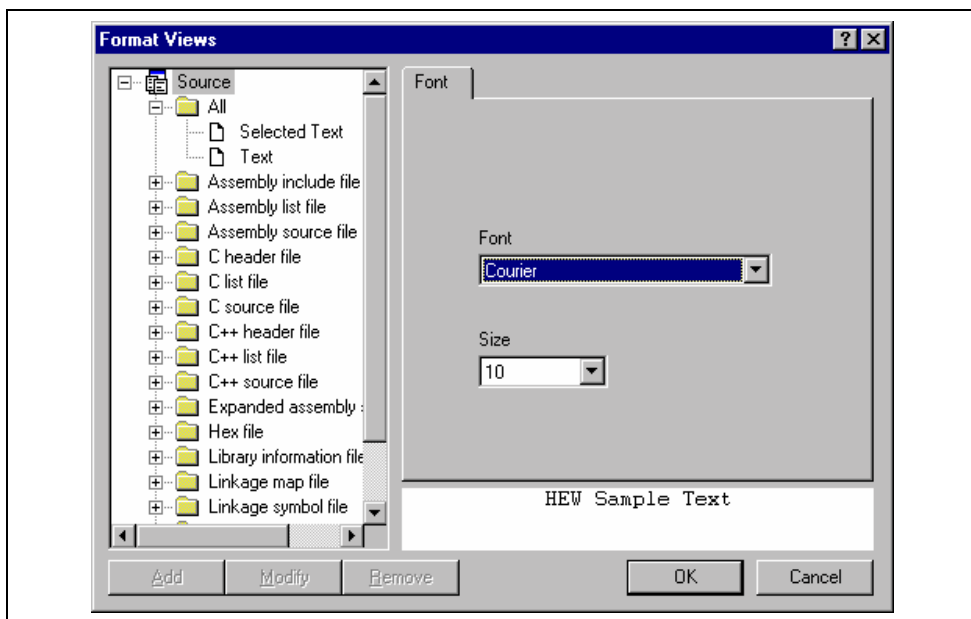 Format Views
Source
All
Selected Text
Text
Assembly include file
Assembly list file
Assembly source file
C header file
C list file
C source file
C++ header file
C++ list file
C++ source file
Expanded assembly
Hex file
Library information file
Linkage map file
Linkage symbol file
Font
Font
Courier
Size
10
HEW Sample Text
Add
Modify
Remove
OK
Cancel